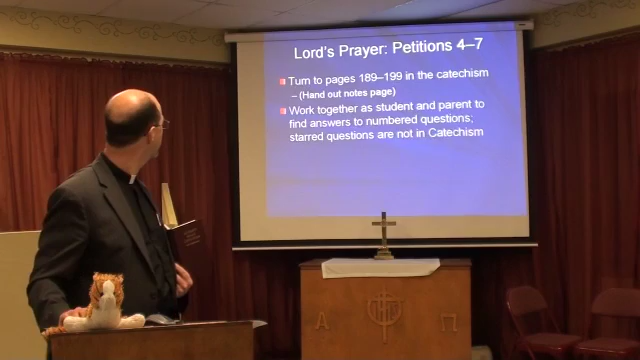 Lord's Prayer: Petitions 4–7
Turn to pages 189–199 in the catechism
– (Hand out notes page)
Work together as student and parent to
find answers to numbered questions;
starred questions are not in Catechism